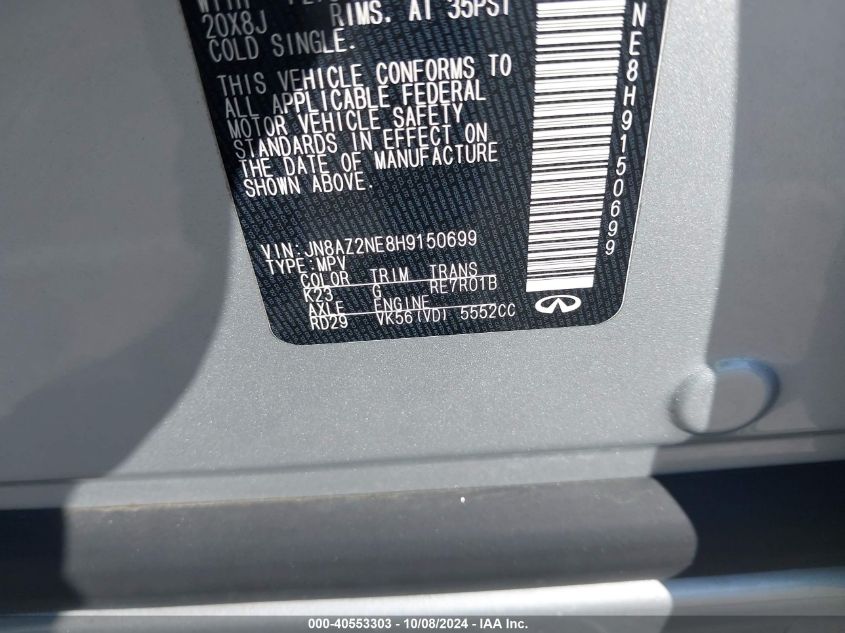 20X8J RIMS. AT 35PSI
COLD SINGLE.
THIS VEHICLE CONFORMS TO
ALL APPLICABLE FEDERAL
MOTOR VEHICLE SAFETY
STANDARDS IN EFFECT ON
THE DATE OF MANUFACTURE
SHOWN ABOVE.
VIN:JN8AZ2NE8H9150699
TYPE:MPV
COLOR TRIM TRANS
K23 G RE7R01B
AXLE ENGINE
RD29 VK56(VD) 5552CC
NE8H9150699
000-40553303 - 10/08/2024 - IAA Inc.